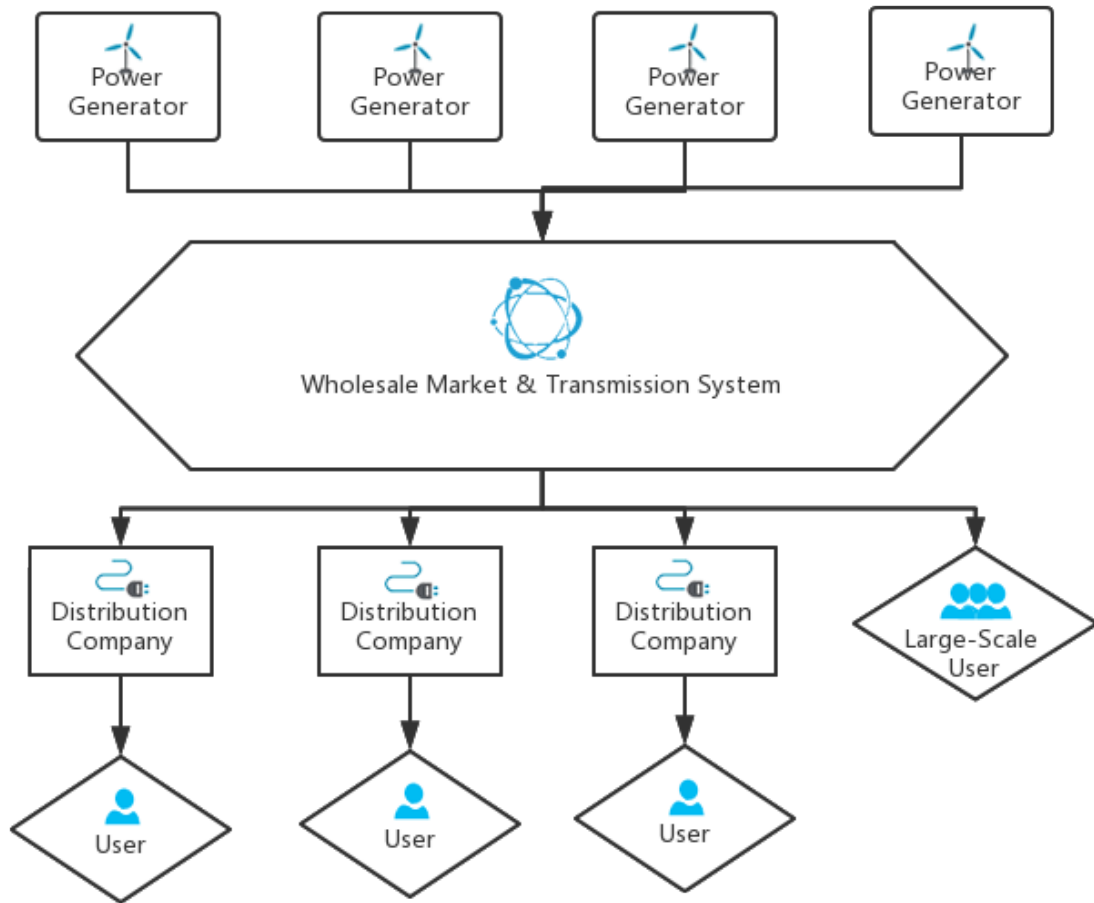 Power
Generator
Power
Generator
Power
Generator
Power
Generator
Wholesale Market & Transmission System
Distribution
Company
Distribution
Company
Distribution
Company
Large-Scale
User
User
User
User